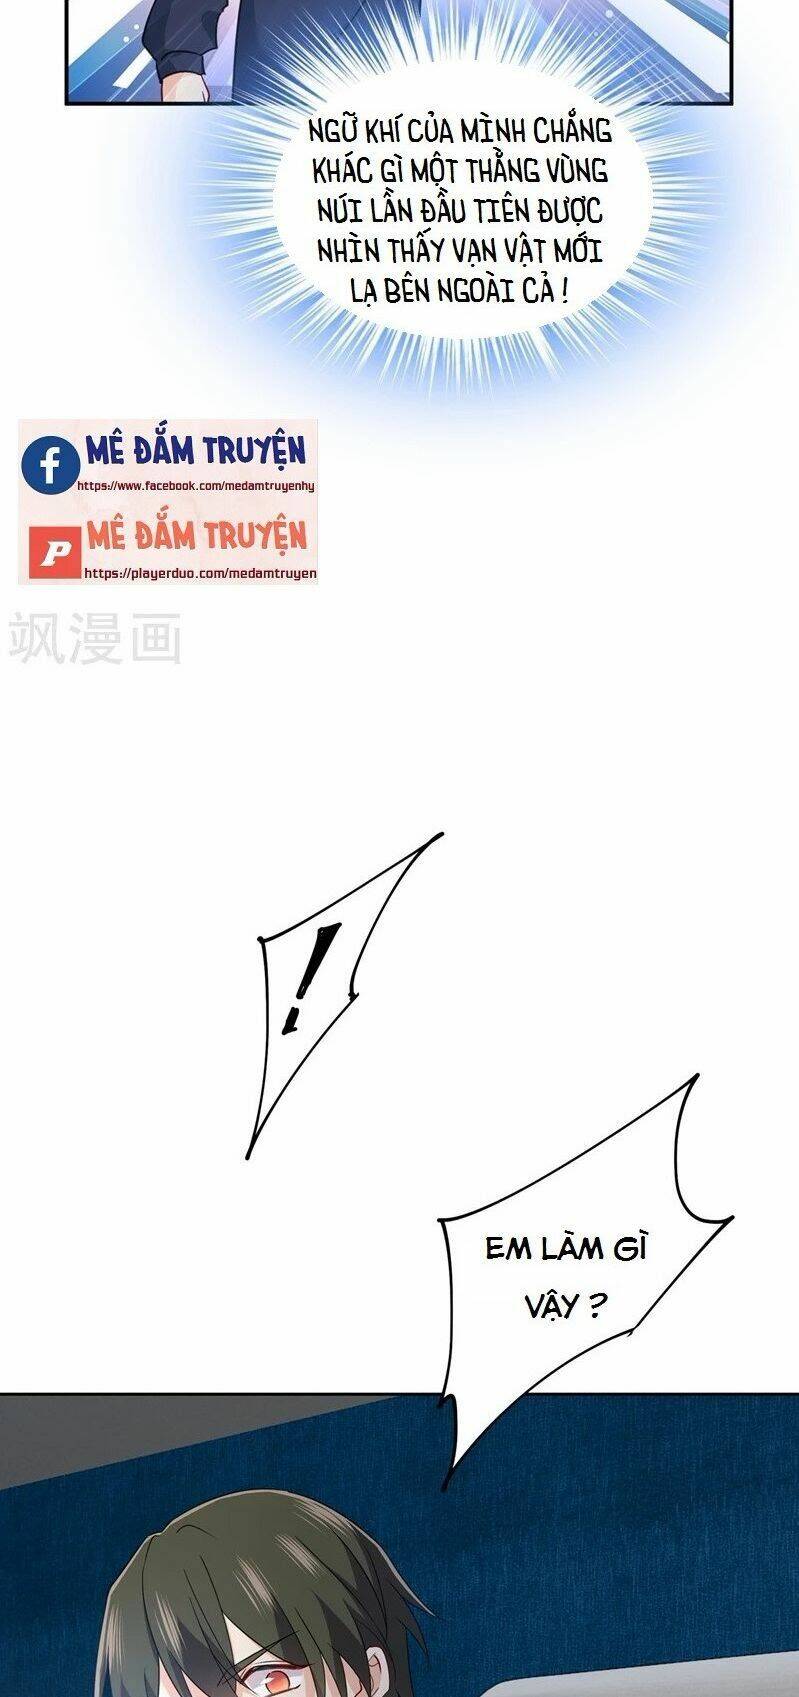 NGỮ KHÍ CỦA MÌNH CHẮNG
KHÁC GÌ MỘT THẰNG VÙNG
NÚI LẦN ĐẦU TIÊN ĐƯỢC
NHÌN THẤY VẠN VẬT MỚI
LẠ BÊN NGOÀI CẢ !
f MÊ ĐẮM TRUYỆN
https://www.facebook.com/medamtruyenhy
P MÊ ĐẮM TRUYỆN
https://playerduo.com/medamtruyen
飒漫画
!
EM LÀM GÌ
VẬY ?